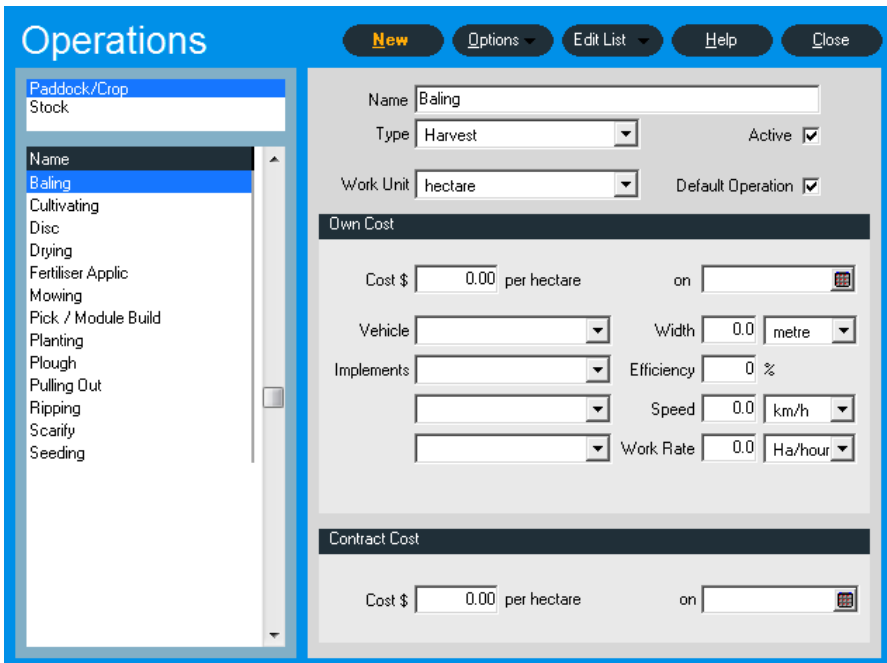 Operations
New Options Edit List Help Close
Paddock/Crop
Stock
Name
Baling
Cultivating
Disc
Drying
Fertiliser Applic
Mowing
Pick / Module Build
Planting
Plough
Pulling Out
Ripping
Scarify
Seeding
Name Baling
Type Harvest Active
Work Unit hectare Default Operation
Own Cost
Cost $ 0.00 per hectare on
Vehicle Width 0.0 metre
Implements Efficiency 0 %
Speed 0.0 km/h
Work Rate 0.0 Ha/hour
Contract Cost
Cost $ 0.00 per hectare on